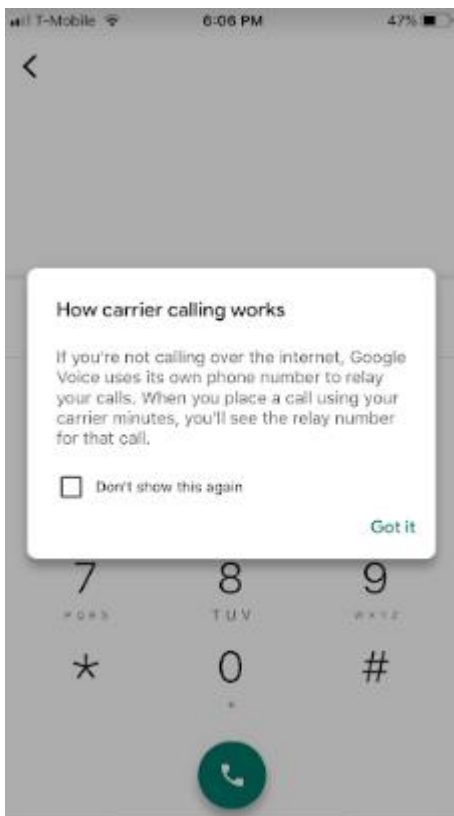 T-Mobile 6:06 PM 47%
How carrier calling works
If you're not calling over the internet, Google
Voice uses its own phone number to relay
your calls. When you place a call using your
carrier minutes, you'll see the relay number
for that call.
Don't show this again
Got it
7 8 9
PQRS TUV WXYZ
* 0 #
+